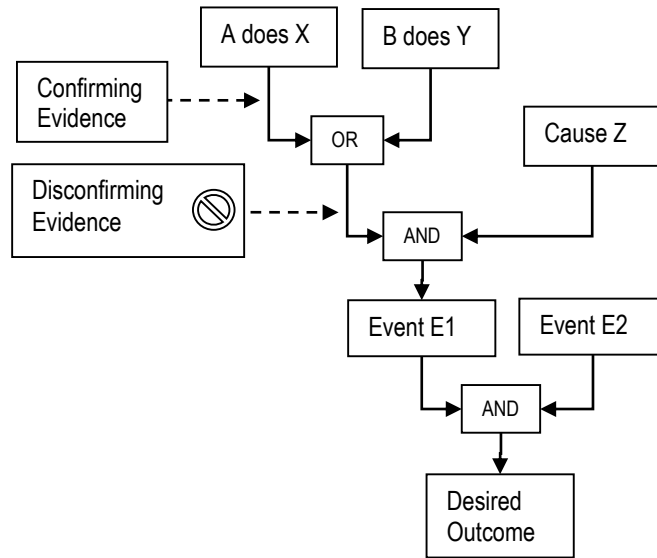 A does X
B does Y
Confirming
Evidence
OR
Cause Z
Disconfirming
Evidence
AND
Event E1
Event E2
AND
Desired
Outcome